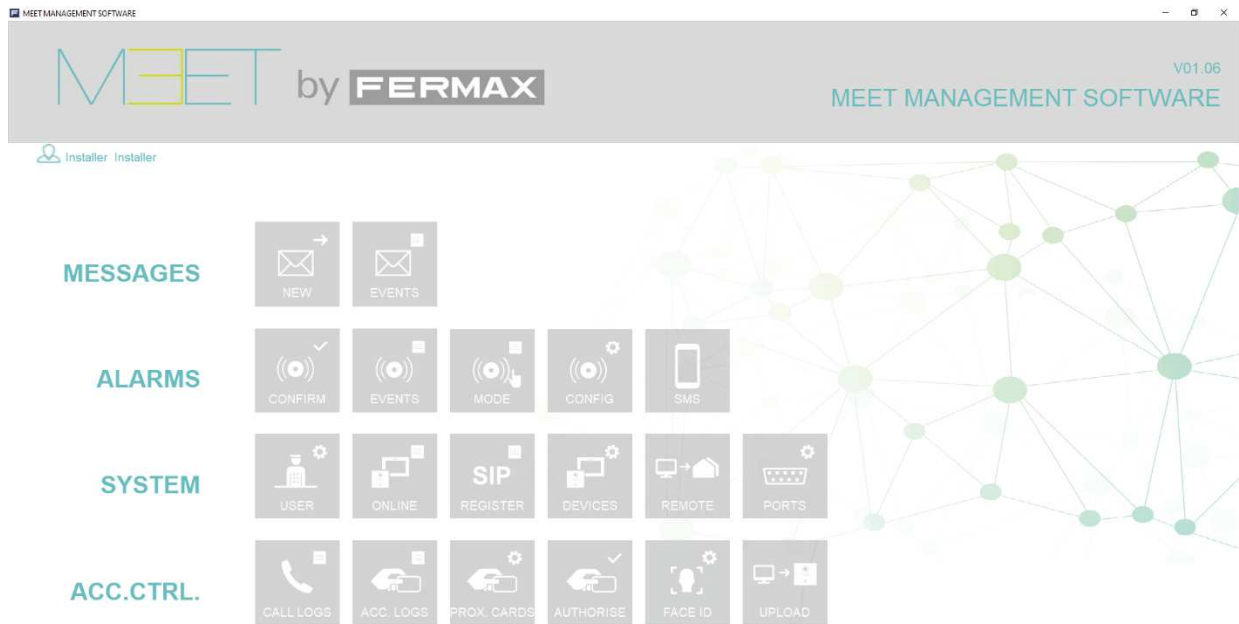 MEET MANAGEMENT SOFTWARE
MEET by FERMAX
V01.06
MEET MANAGEMENT SOFTWARE
Installer Installer
MESSAGES
NEW
EVENTS
ALARMS
CONFIRM
EVENTS
MODE
CONFIG
SMS
SYSTEM
USER
ONLINE
SIP
REGISTER
DEVICES
REMOTE
PORTS
ACC.CTRL.
CALL LOGS
ACC. LOGS
PROX. CARDS
AUTHORISE
FACE ID
UPLOAD